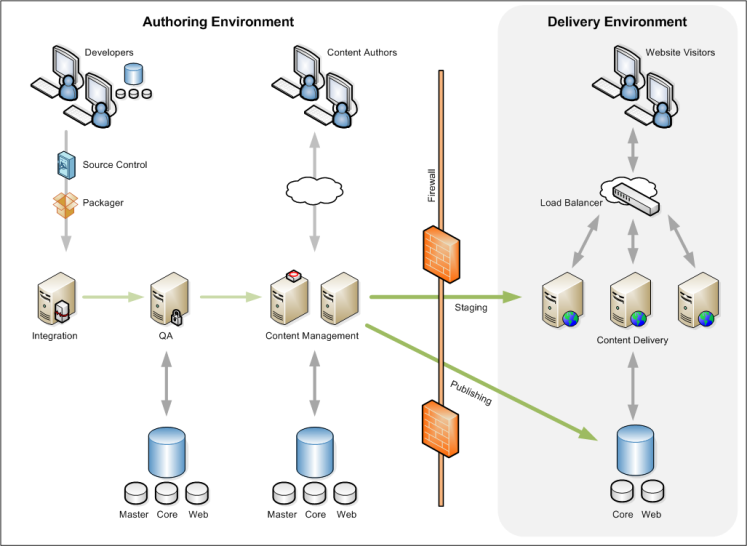 Authoring Environment
Delivery Environment
Developers
Content Authors
Website Visitors
Source Control
Packager
Firewall
Load Balancer
Integration
QA
Content Management
Staging
Content Delivery
Publishing
Master Core Web
Master Core Web
Core Web